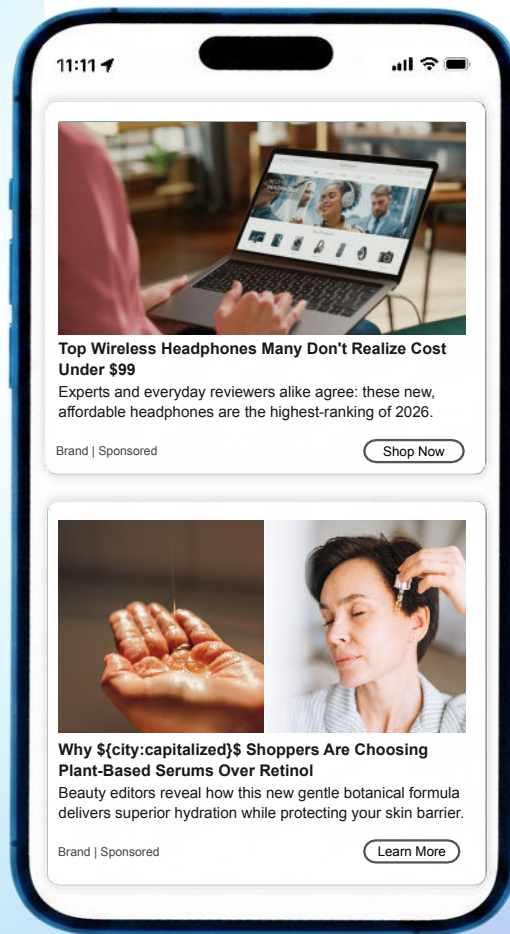 11:11
Top Wireless Headphones Many Don't Realize Cost
Under $99
Experts and everyday reviewers alike agree: these new,
affordable headphones are the highest-ranking of 2026.
Brand | Sponsored
Shop Now
Why ${city:capitalized}$ Shoppers Are Choosing
Plant-Based Serums Over Retinol
Beauty editors reveal how this new gentle botanical formula
delivers superior hydration while protecting your skin barrier.
Brand | Sponsored
Learn More